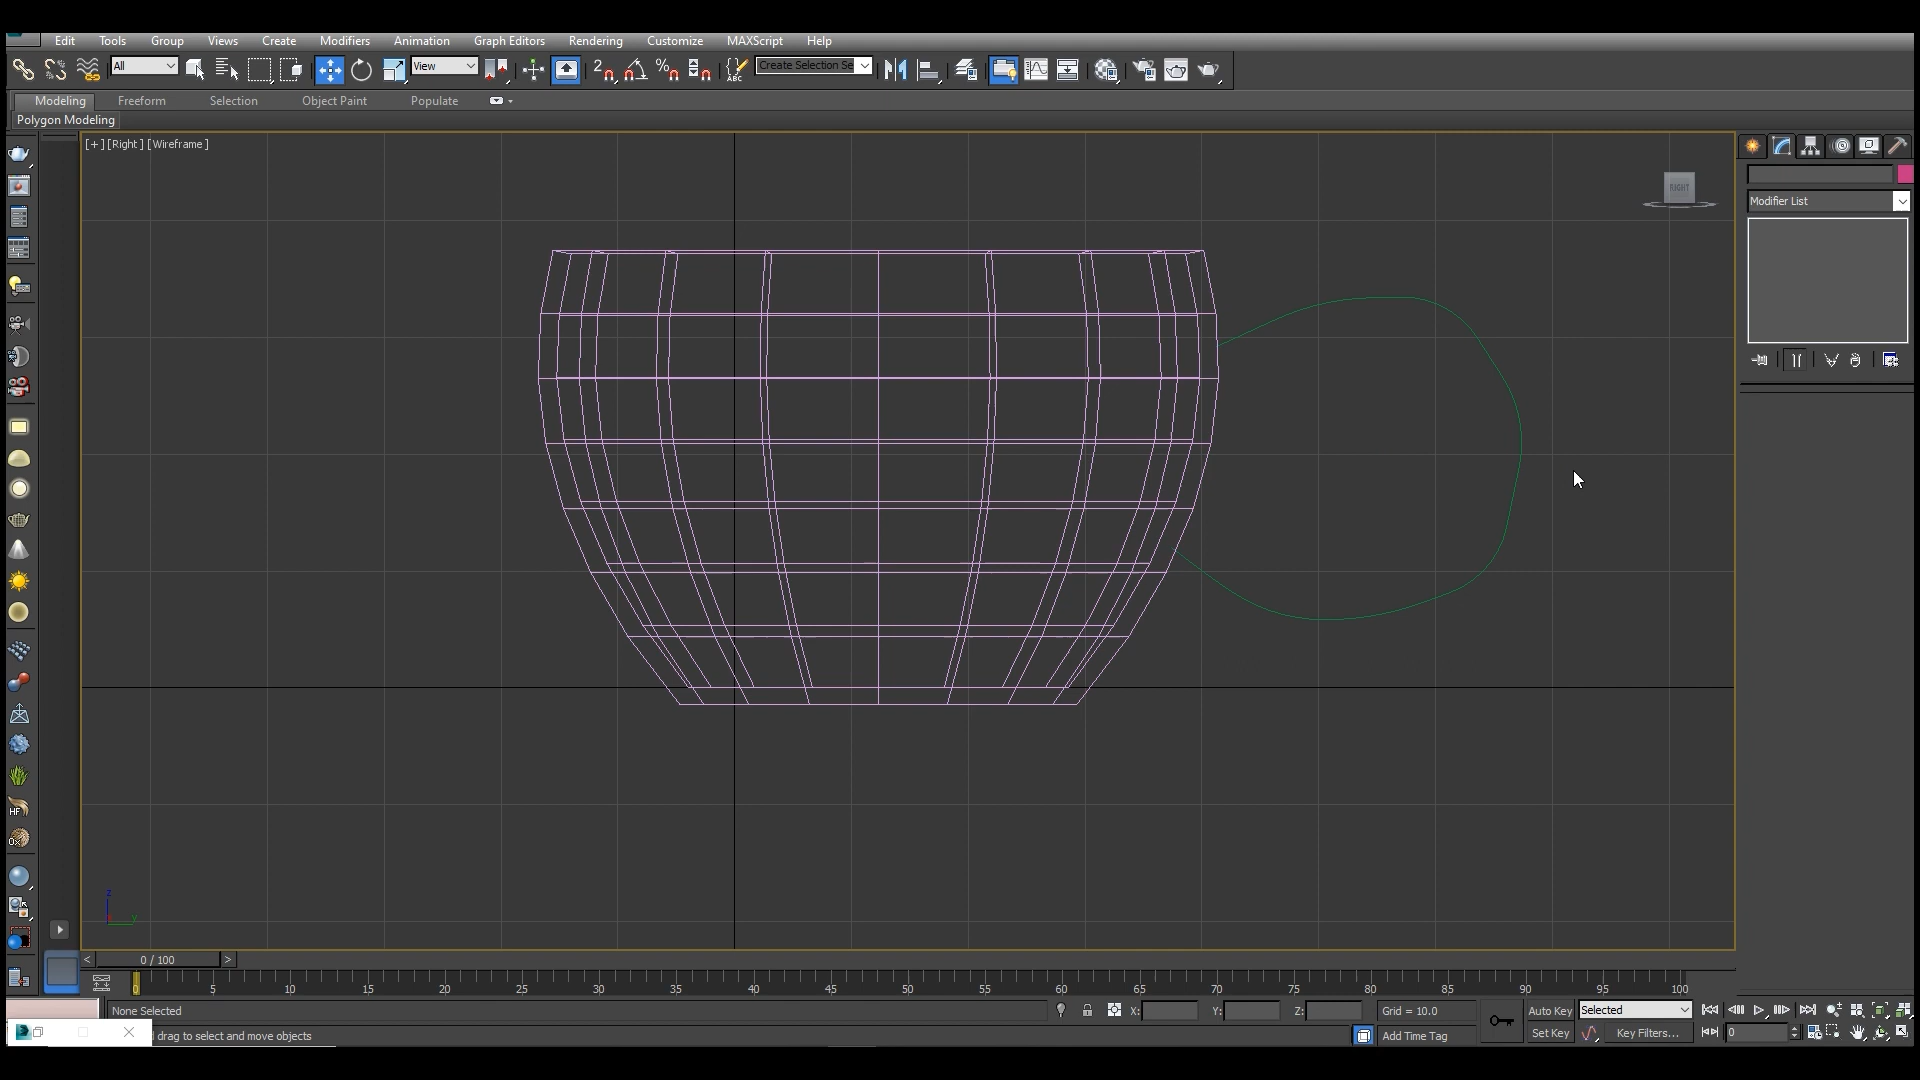 Edit Tools Group Views Create Modifiers Animation Graph Editors Rendering Customize MAXScript Help
All View Create Selection Se
Modeling Freeform Selection Object Paint Populate
Polygon Modeling
[+] [Right ] [Wireframe ]
RIGHT
Modifier List
z
y
< 0 / 100 >
0 5 10 15 20 25 30 35 40 45 50 55 60 65 70 75 80 85 90 95 100
None Selected X: Y: Z: Grid = 10.0 Auto Key Selected
drag to select and move objects Add Time Tag Set Key Key Filters... 0